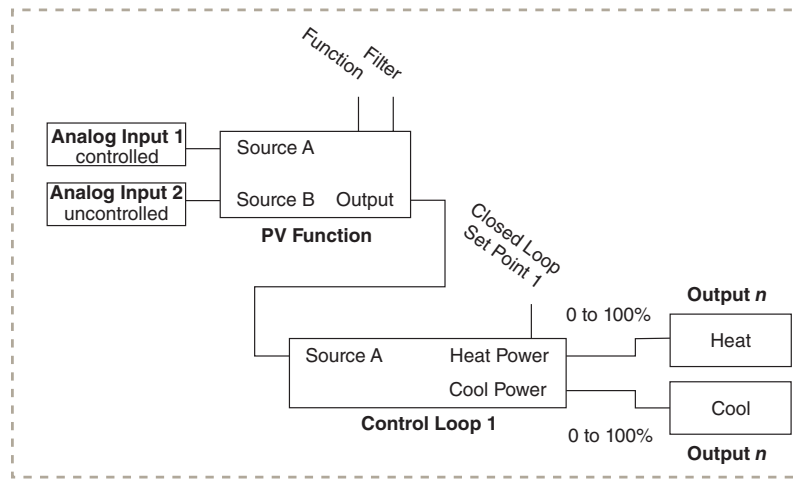 Function
Filter
Analog Input 1
controlled
Source A
Analog Input 2
uncontrolled
Source B
Output
PV Function
Closed Loop
Set Point 1
Output n
0 to 100%
Source A
Heat Power
Heat
Cool Power
Cool
Control Loop 1
0 to 100%
Output n